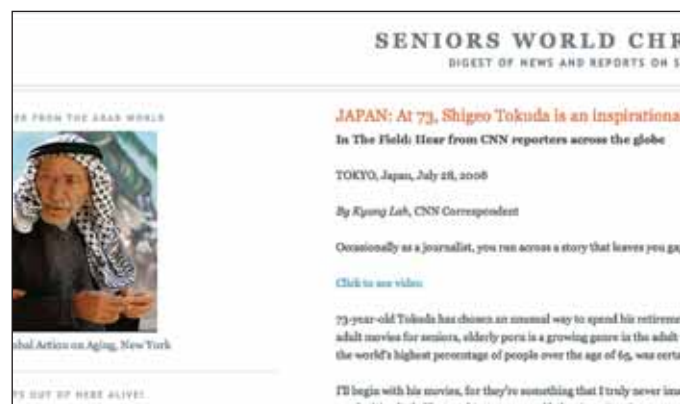 SENIORS WORLD CHR
DIGEST OF NEWS AND REPORTS ON S
ER FROM THE ARAB WORLD
obal Action on Aging, New York
TS OUT OF HERE ALIVE!
JAPAN: At 73, Shigeo Tokuda is an inspirationa
In The Field: Hear from CNN reporters across the globe
TOKYO, Japan, July 28, 2008
By Kyung Lah, CNN Correspondent
Occasionally as a journalist, you run across a story that leaves you gap
Click to see video
73-year-old Tokuda has chosen an unusual way to spend his retireme
adult movies for seniors, elderly porn is a growing genre in the adult
the world's highest percentage of people over the age of 65, was certa
I'll begin with his movies, for they're something that I truly never ima